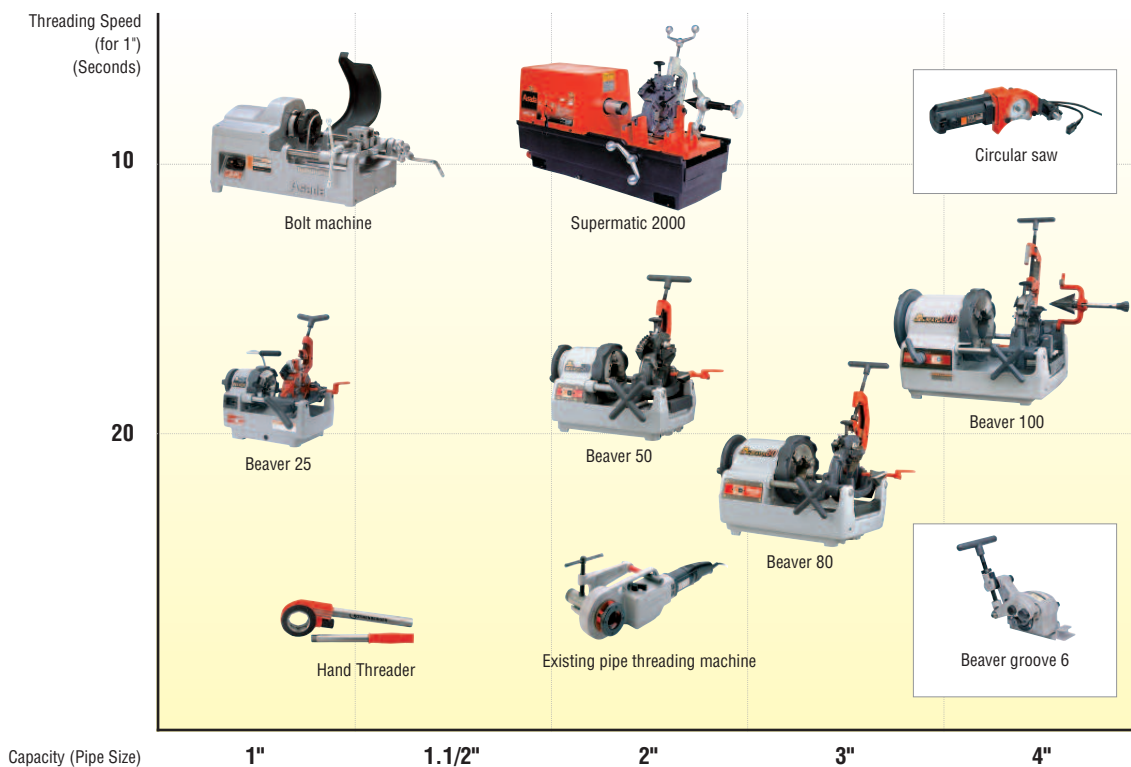 Threading Speed
(for 1")
(Seconds)
10
Circular saw
Bolt machine
Supermatic 2000
20
Beaver 25
Beaver 50
Beaver 100
Beaver 80
Hand Threader
Existing pipe threading machine
Beaver groove 6
Capacity (Pipe Size)
1"
1.1/2"
2"
3"
4"